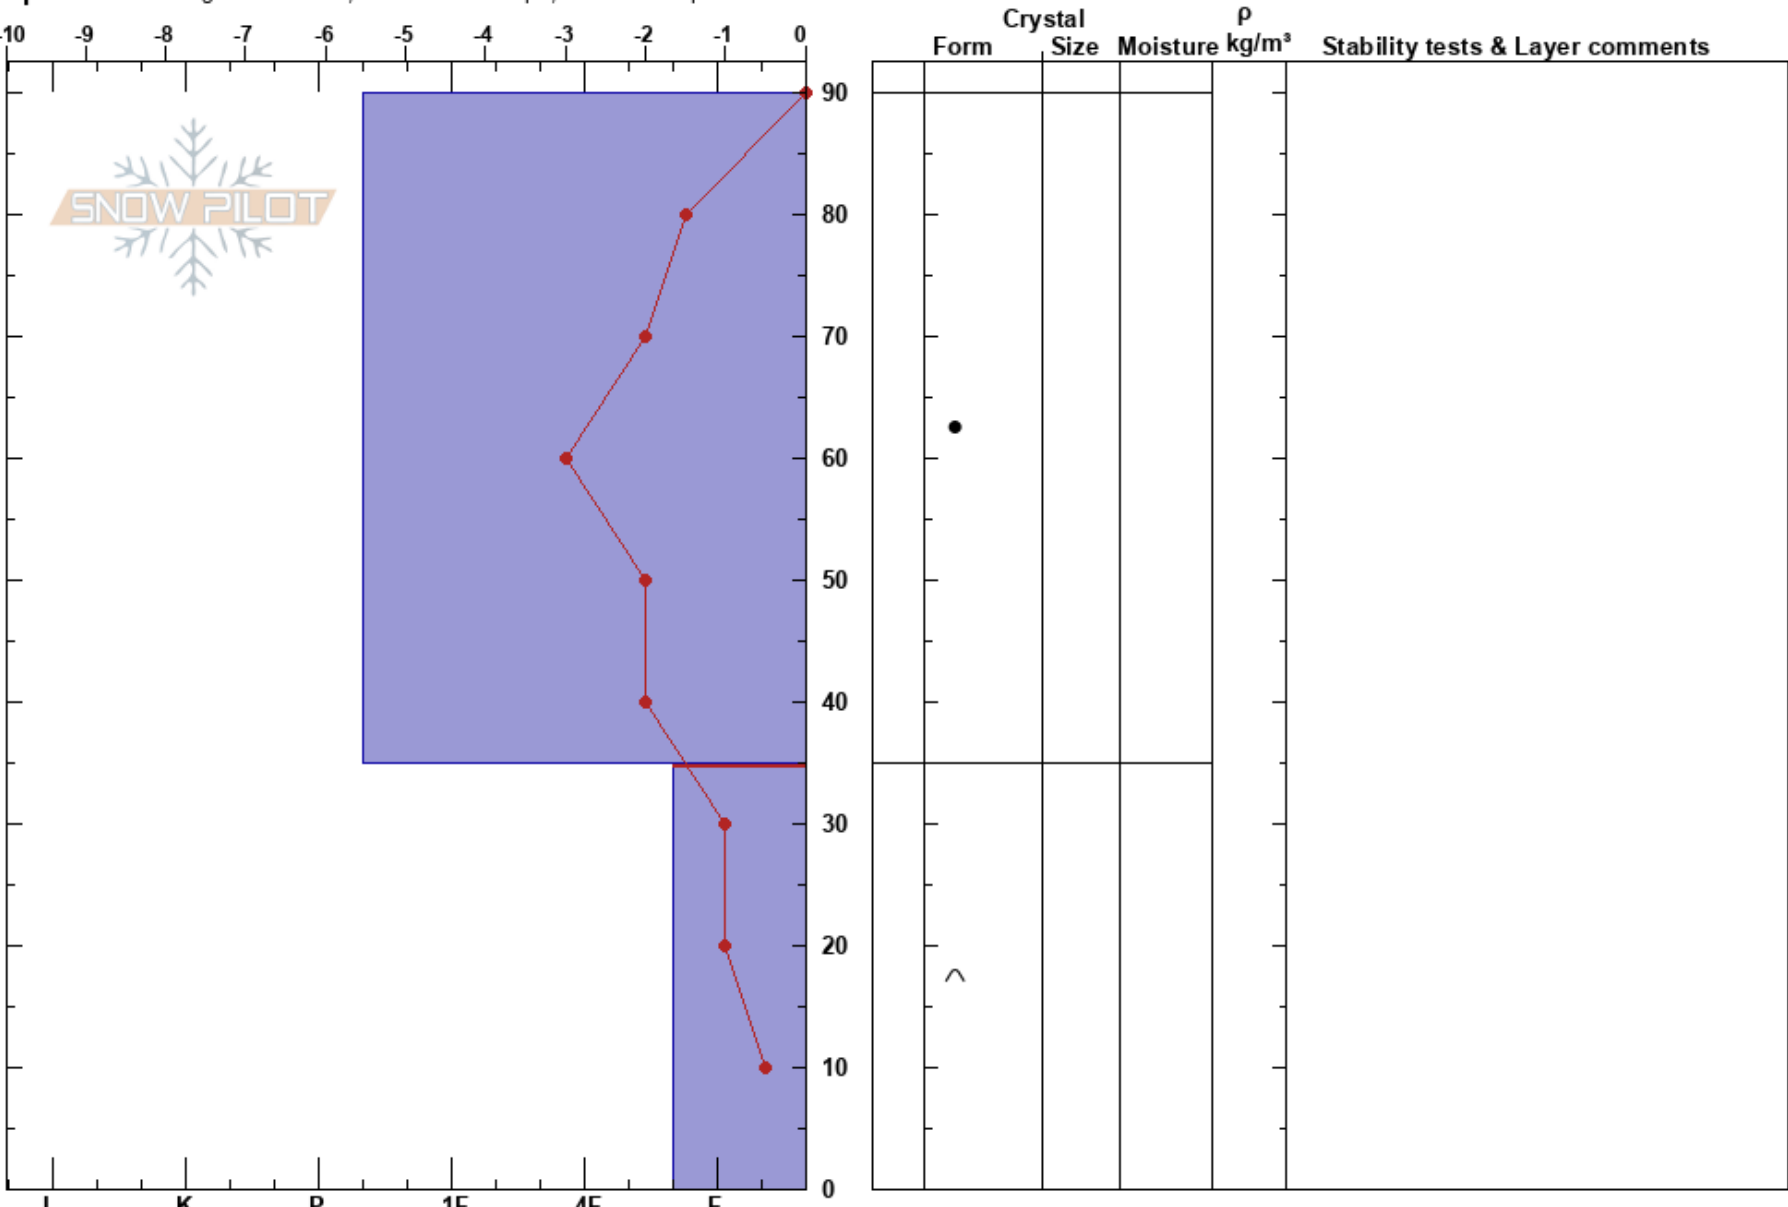 Crystal
ρ
Form Size Moisture kg/m³ Stability tests & Layer comments
-10 -9 -8 -7 -6 -5 -4 -3 -2 -1 0
90
SNOW PILOT
80
70
60
50
40
30
20
10
0
I K P 1F 4F F